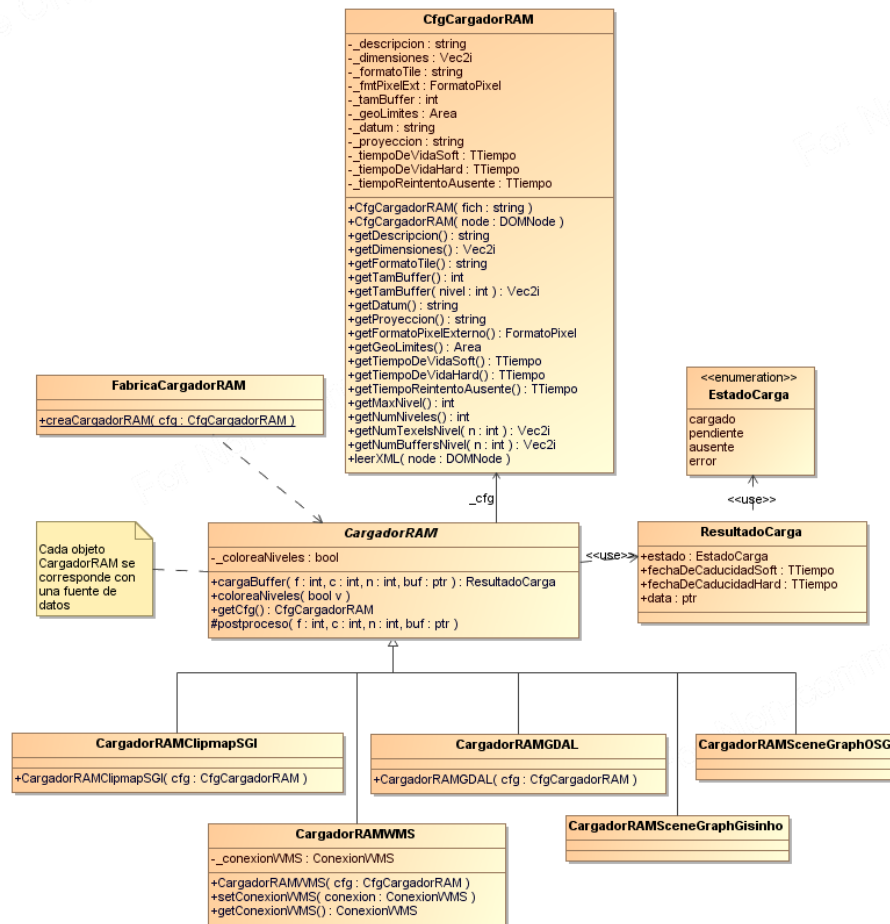 CfgCargadorRAM
-_descripcion : string
-_dimensiones : Vec2i
-_formatoTile : string
-_fmtPixelExt : FormatoPixel
-_tamBuffer : int
-_geoLimites : Area
-_datum : string
-_proyeccion : string
-_tiempoDeVidaSoft : TTiempo
-_tiempoDeVidaHard : TTiempo
-_tiempoReintentoAusente : TTiempo
+CfgCargadorRAM( fich : string )
+CfgCargadorRAM( node : DOMNode )
+getDescripcion() : string
+getDimensiones() : Vec2i
+getFormatoTile() : string
+getTamBuffer() : int
+getTamBuffer( nivel : int ) : Vec2i
+getDatum() : string
+getProyeccion() : string
+getFormatoPixelExterno() : FormatoPixel
+getGeoLimites() : Area
+getTiempoDeVidaSoft() : TTiempo
+getTiempoDeVidaHard() : TTiempo
+getTiempoReintentoAusente() : TTiempo
+getMaxNivel() : int
+getNumNiveles() : int
+getNumTexelsNivel( n : int ) : Vec2i
+getNumBuffersNivel( n : int ) : Vec2i
+leerXML( node : DOMNode )
FabricaCargadorRAM
+creaCargadorRAM( cfg : CfgCargadorRAM )
<<enumeration>>
EstadoCarga
cargado
pendiente
ausente
error
_cfg
<<use>>
Cada objeto
CargadorRAM se
corresponde con
una fuente de
datos
CargadorRAM
-_coloreaNiveles : bool
+cargaBuffer( f : int, c : int, n : int, buf : ptr ) : ResultadoCarga
+coloreaNiveles( bool v )
+getCfg() : CfgCargadorRAM
#postproceso( f : int, c : int, n : int, buf : ptr )
<<use>>
ResultadoCarga
+estado : EstadoCarga
+fechaDeCaducidadSoft : TTiempo
+fechaDeCaducidadHard : TTiempo
+data : ptr
CargadorRAMClipmapSGI
+CargadorRAMClipmapSGI( cfg : CfgCargadorRAM )
CargadorRAMGDAL
+CargadorRAMGDAL( cfg : CfgCargadorRAM )
CargadorRAMSceneGraphOSG
CargadorRAMWMS
-_conexionWMS : ConexionWMS
+CargadorRAMWMS( cfg : CfgCargadorRAM )
+setConexionWMS( conexion : ConexionWMS )
+getConexionWMS() : ConexionWMS
CargadorRAMSceneGraphGisinho